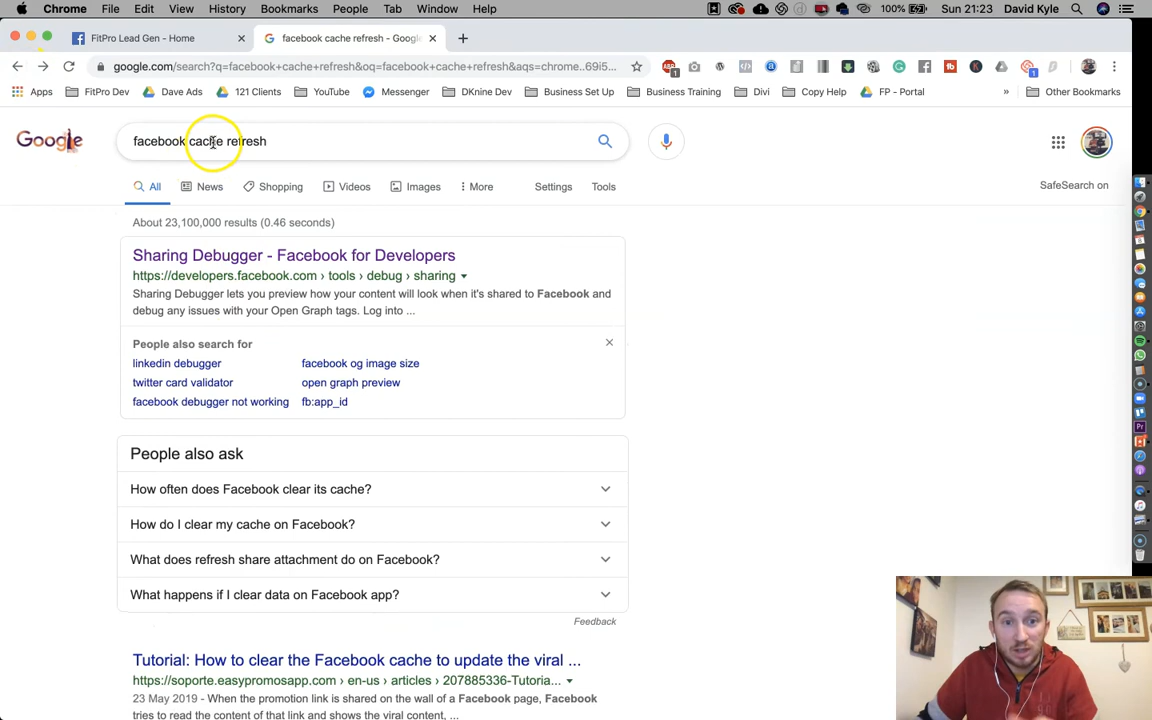 Chrome File Edit View History Bookmarks People Tab Window Help 100% Sun 21:23 David Kyle
FitPro Lead Gen - Home facebook cache refresh - Googl
google.com/search?q=facebook+cache+refresh&oq=facebook+cache+refresh&aqs=chrome..69i5...
Apps FitPro Dev Dave Ads 121 Clients YouTube Messenger DKnine Dev Business Set Up Business Training Divi Copy Help FP - Portal » Other Bookmarks
Google facebook cache refresh
All News Shopping Videos Images More Settings Tools SafeSearch on
About 23,100,000 results (0.46 seconds)
Sharing Debugger - Facebook for Developers
https://developers.facebook.com › tools › debug › sharing
Sharing Debugger lets you preview how your content will look when it's shared to Facebook and
debug any issues with your Open Graph tags. Log into ...
People also search for
linkedin debugger facebook og image size
twitter card validator open graph preview
facebook debugger not working fb:app_id
People also ask
How often does Facebook clear its cache?
How do I clear my cache on Facebook?
What does refresh share attachment do on Facebook?
What happens if I clear data on Facebook app?
Feedback
Tutorial: How to clear the Facebook cache to update the viral ...
https://soporte.easypromosapp.com › en-us › articles › 207885336-Tutoria...
23 May 2019 - When the promotion link is shared on the wall of a Facebook page, Facebook
tries to read the content of that link and shows the viral content, ...